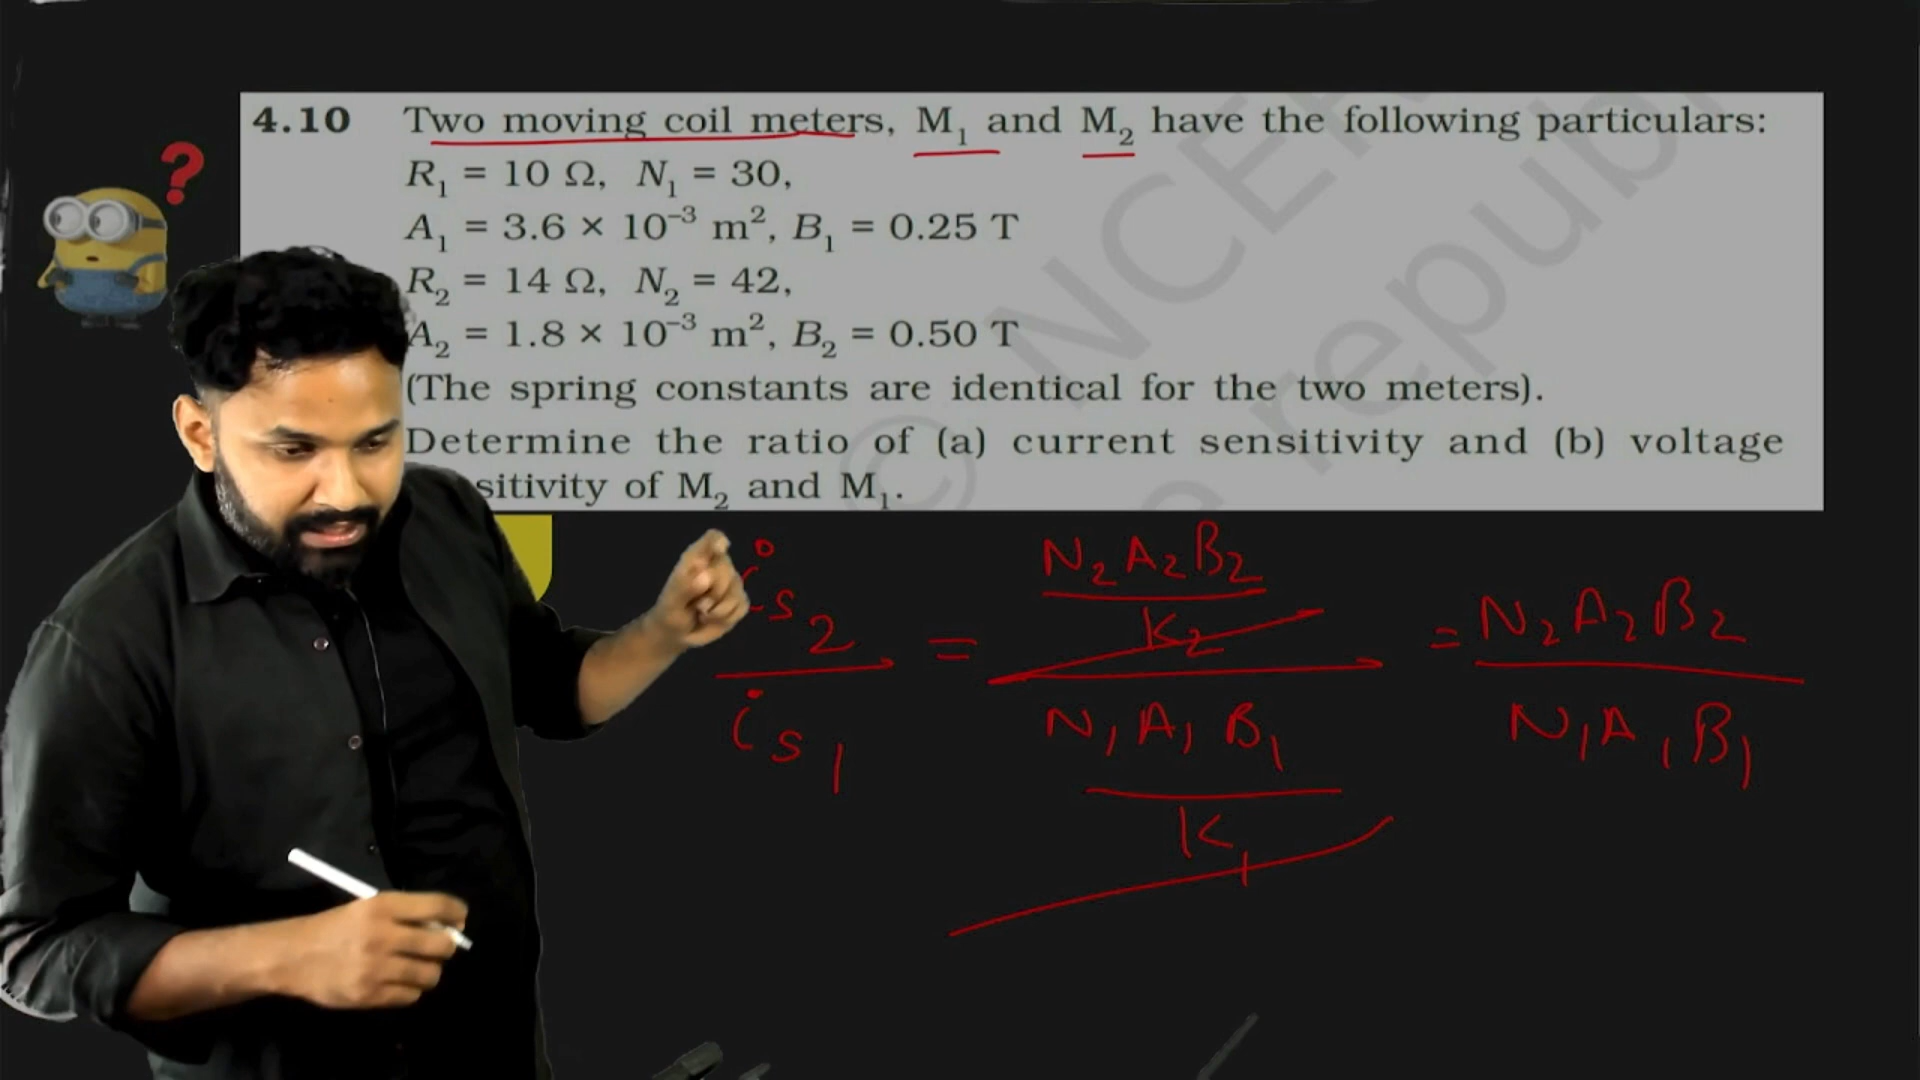 4.10 Two moving coil meters, M₁ and M₂ have the following particulars:
R₁ = 10 Ω, N₁ = 30,
A₁ = 3.6 × 10⁻³ m², B₁ = 0.25 T
R₂ = 14 Ω, N₂ = 42,
A₂ = 1.8 × 10⁻³ m², B₂ = 0.50 T
(The spring constants are identical for the two meters).
Determine the ratio of (a) current sensitivity and (b) voltage
sitivity of M₂ and M₁.
?
© NCER
republ
N₂A₂B₂
K₂
is₂ = = N₂A₂B₂
is₁ N₁A₁B₁ N₁A₁B₁
K₁